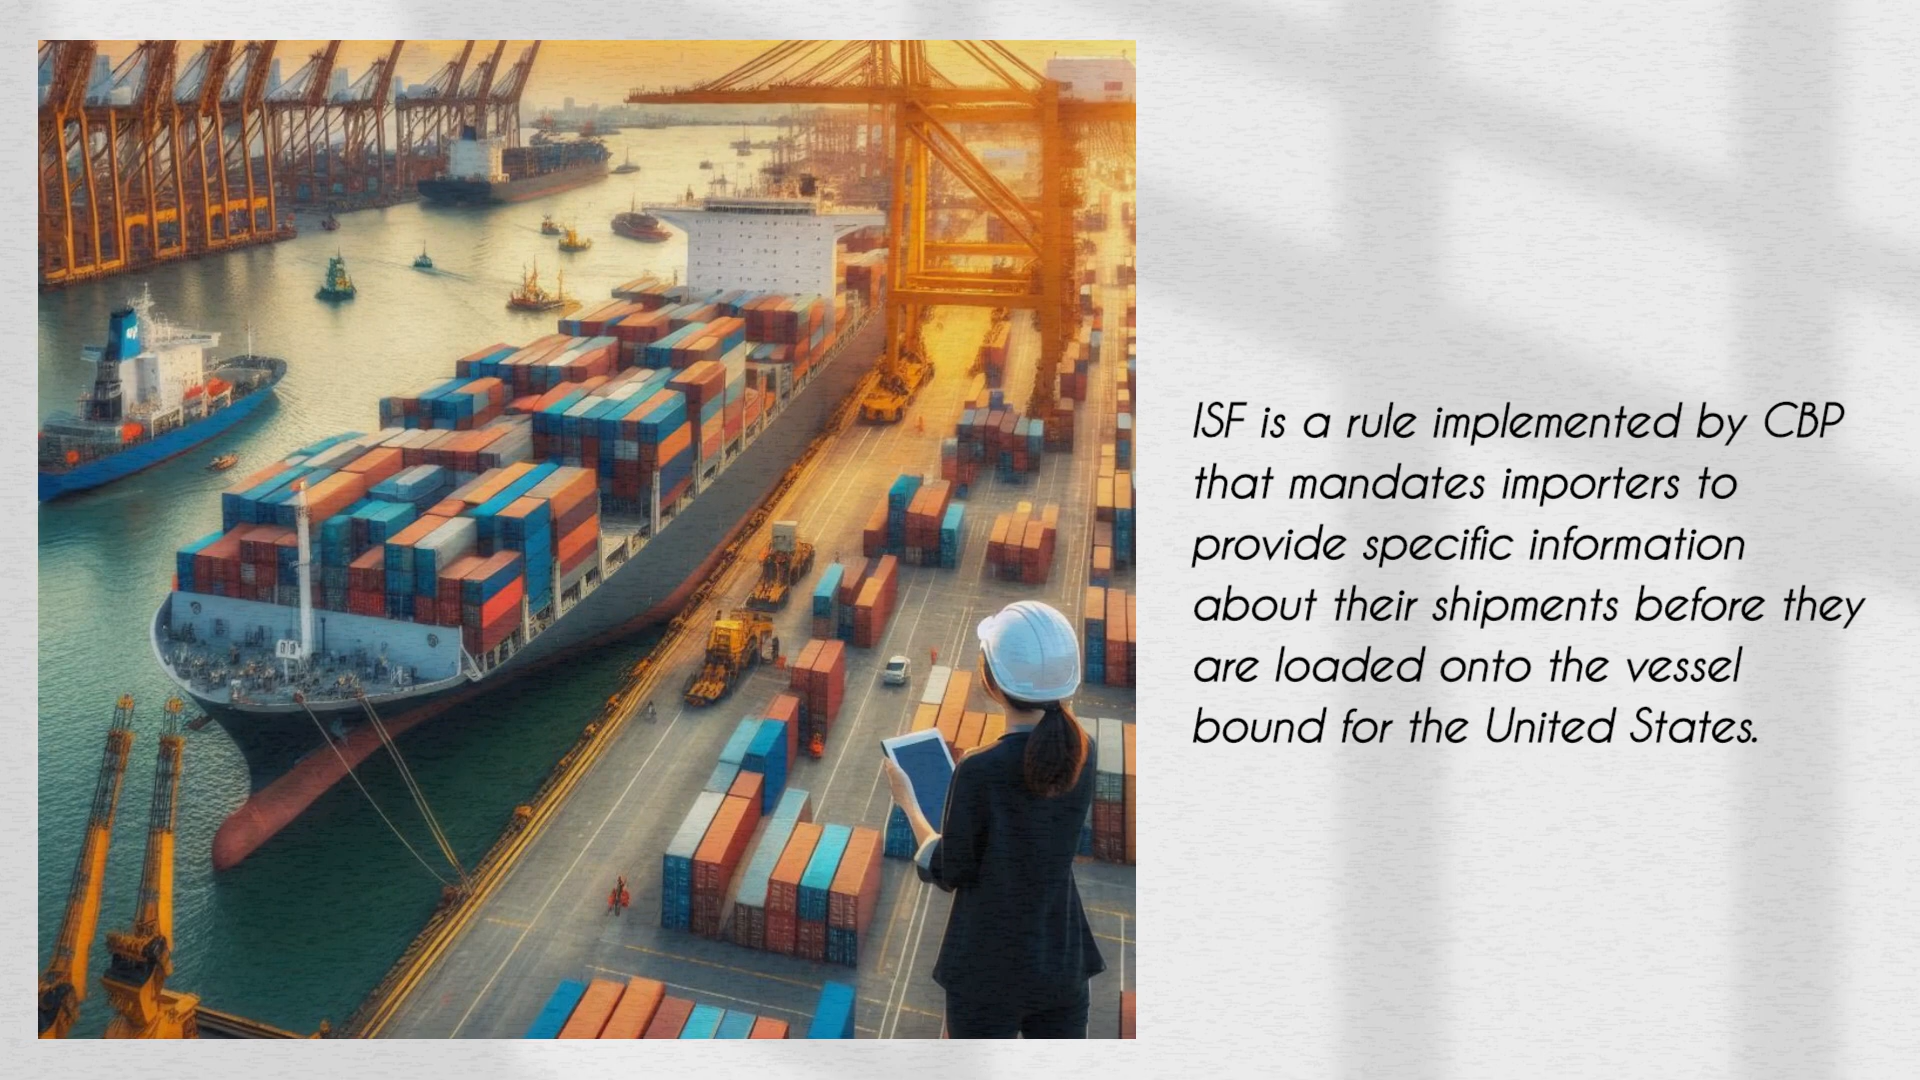 ISF is a rule implemented by CBP
that mandates importers to
provide specific information
about their shipments before they
are loaded onto the vessel
bound for the United States.